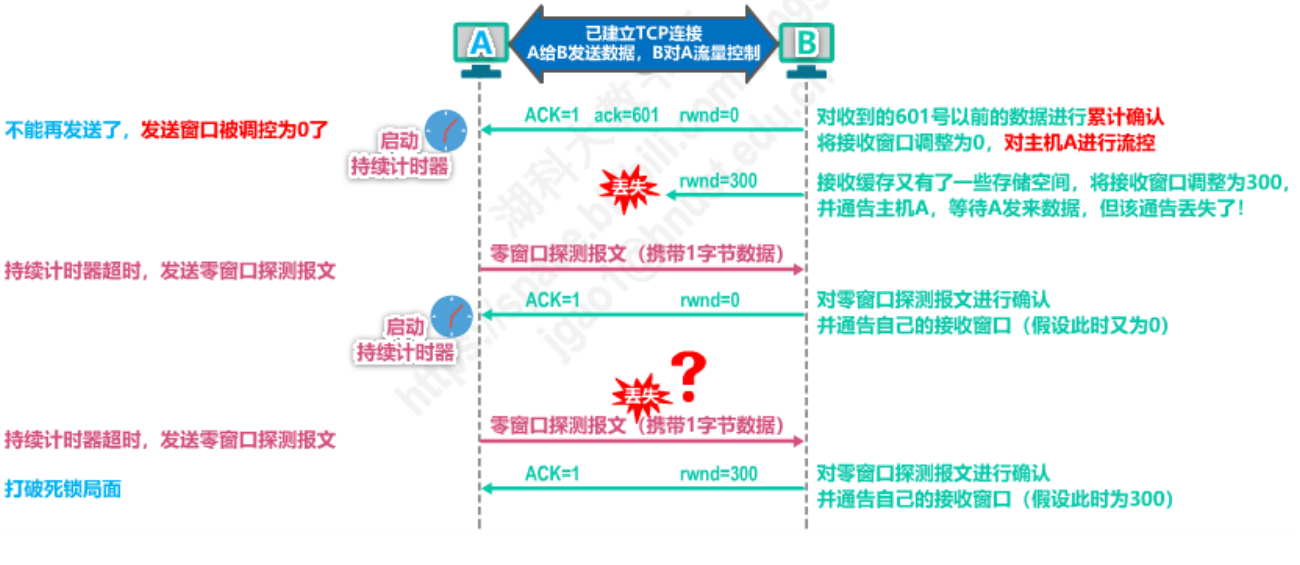 已建立TCP连接
A给B发送数据，B对A流量控制
A
B
不能再发送了，发送窗口被调控为0了
启动
持续计时器
ACK=1 ack=601 rwnd=0
对收到的601号以前的数据进行累计确认
将接收窗口调整为0，对主机A进行流控
丢失
rwnd=300
接收缓存又有了一些存储空间，将接收窗口调整为300，
并通告主机A，等待A发来数据，但该通告丢失了！
持续计时器超时，发送零窗口探测报文
零窗口探测报文（携带1字节数据）
启动
持续计时器
ACK=1 rwnd=0
对零窗口探测报文进行确认
并通告自己的接收窗口（假设此时又为0）
丢失？
持续计时器超时，发送零窗口探测报文
零窗口探测报文（携带1字节数据）
打破死锁局面
ACK=1 rwnd=300
对零窗口探测报文进行确认
并通告自己的接收窗口（假设此时为300）